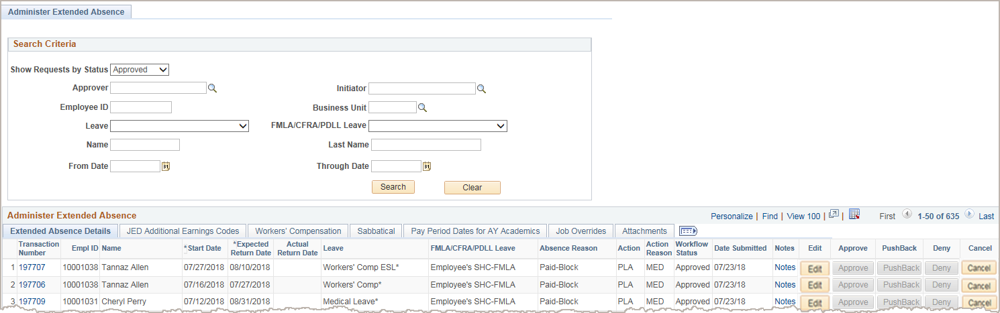 Administer Extended Absence
Search Criteria
Show Requests by Status Approved
Approver Initiator
Employee ID Business Unit
Leave FMLA/CFRA/PDLL Leave
Name Last Name
From Date 31 Through Date 31
Search Clear
Administer Extended Absence Personalize | Find | View 100 | | First 1-50 of 635 Last
Extended Absence Details JED Additional Earnings Codes Workers' Compensation Sabbatical Pay Period Dates for AY Academics Job Overrides Attachments
Transaction Number Empl ID Name *Start Date *Expected Return Date Actual Return Date Leave FMLA/CFRA/PDLL Leave Absence Reason Action Action Reason Workflow Status Date Submitted Notes Edit Approve PushBack Deny Cancel
1 197707 10001038 Tannaz Allen 07/27/2018 08/10/2018 Workers' Comp ESL* Employee's SHC-FMLA Paid-Block PLA MED Approved 07/23/18 Notes Edit Approve PushBack Deny Cancel
2 197706 10001038 Tannaz Allen 07/16/2018 07/27/2018 Workers' Comp* Employee's SHC-FMLA Paid-Block PLA MED Approved 07/23/18 Notes Edit Approve PushBack Deny Cancel
3 197709 10001031 Cheryl Perry 07/12/2018 08/31/2018 Medical Leave* Employee's SHC-FMLA Paid-Block PLA MED Approved 07/23/18 Notes Edit Approve PushBack Deny Cancel